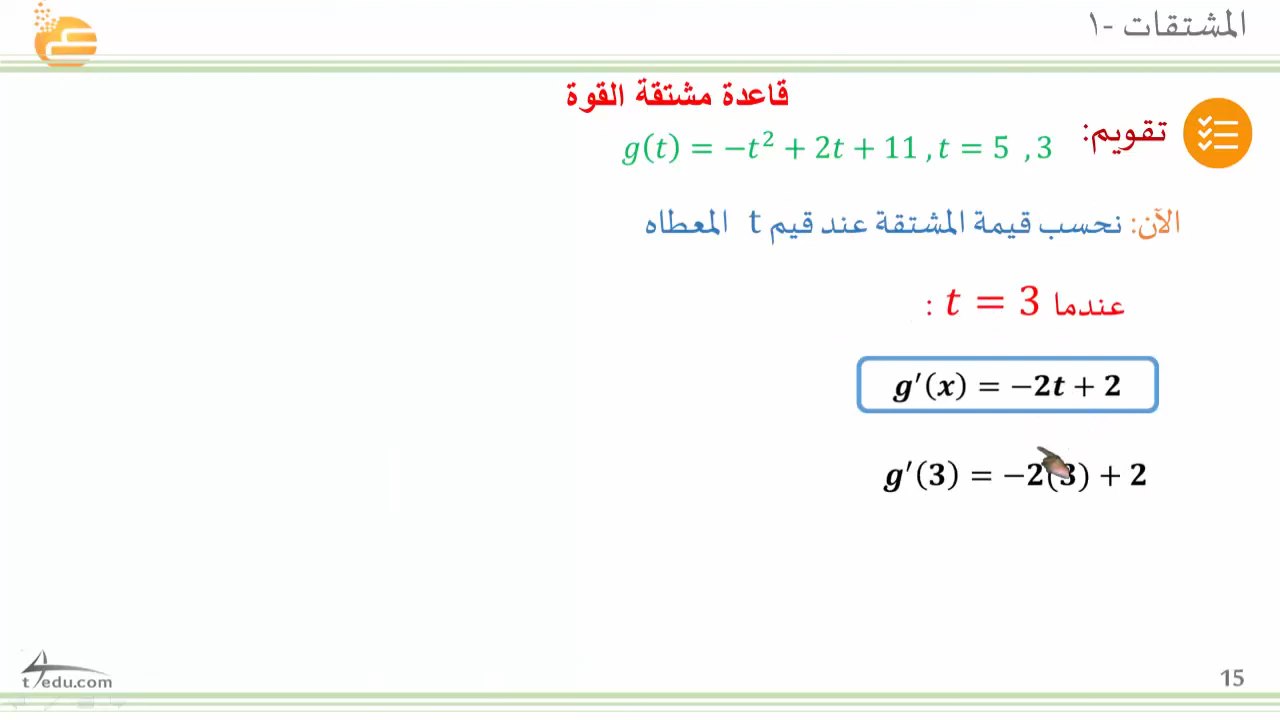 المشتقات -١
قاعدة مشتقة القوة
تقويم:
g(t) = −t² + 2t + 11 , t = 5 , 3
الآن: نحسب قيمة المشتقة عند قيم t المعطاه
عندما t = 3 :
g′(x) = −2t + 2
g′(3) = −2(3) + 2
t4edu.com
15